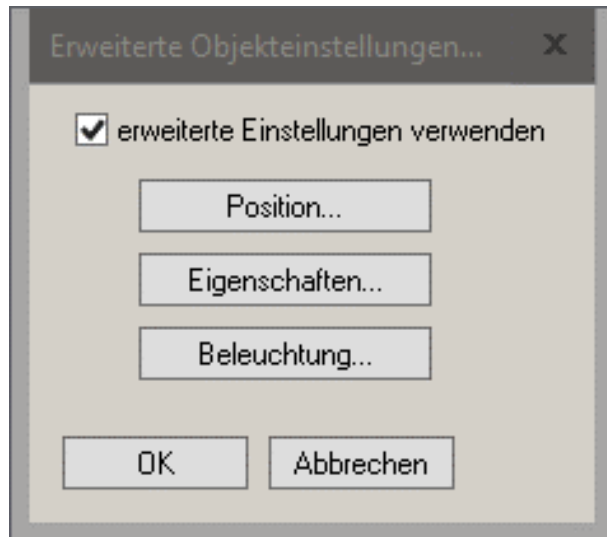 Erweiterte Objekteinstellungen... x
erweiterte Einstellungen verwenden
Position...
Eigenschaften...
Beleuchtung...
OK Abbrechen